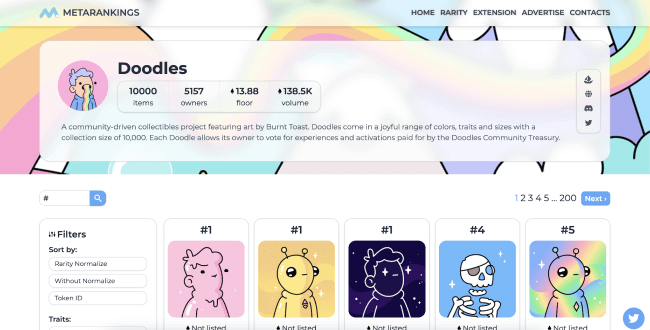 METARANKINGS
HOME RARITY EXTENSION ADVERTISE CONTACTS
Doodles
10000 5157 13.88 138.5K
items owners floor volume
A community-driven collectibles project featuring art by Burnt Toast. Doodles come in a joyful range of colors, traits and sizes with a
collection size of 10,000. Each Doodle allows its owner to vote for experiences and activations paid for by the Doodles Community Treasury.
#
1 2 3 4 5 ... 200 Next ›
Filters
Sort by:
Rarity Normalize
Without Normalize
Token ID
Traits:
#1 #1 #1 #4 #5
Not listed Not listed Not listed Not listed Not listed